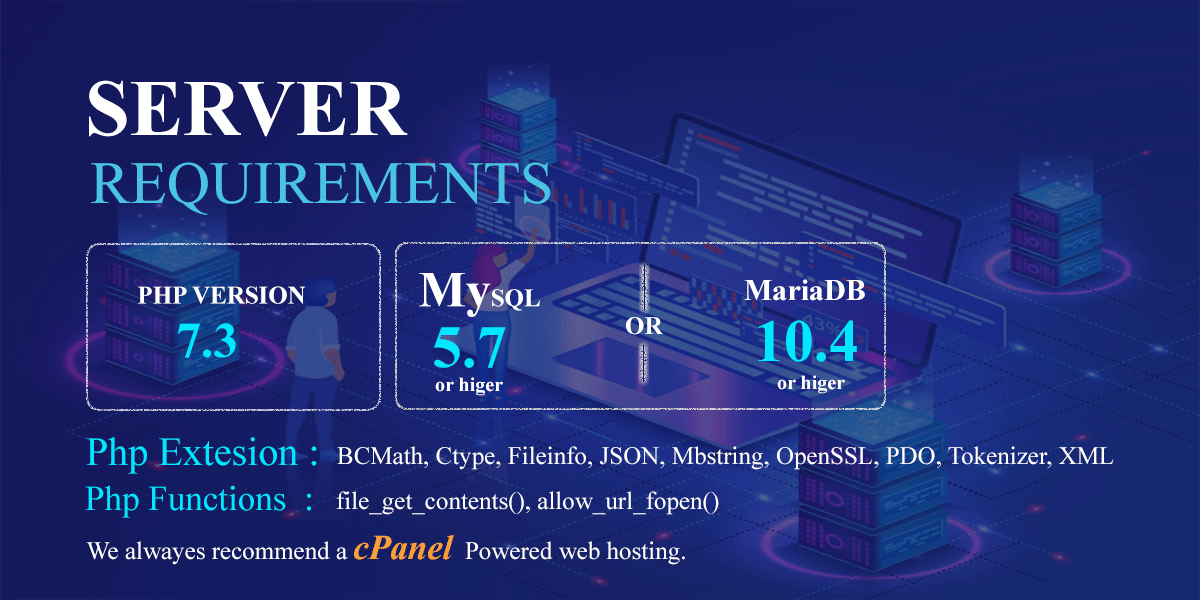 SERVER
REQUIREMENTS
PHP VERSION
7.3
MySQL
5.7
or higer
OR
MariaDB
10.4
or higer
Php Extesion : BCMath, Ctype, Fileinfo, JSON, Mbstring, OpenSSL, PDO, Tokenizer, XML
Php Functions : file_get_contents(), allow_url_fopen()
We alwayes recommend a cPanel Powered web hosting.